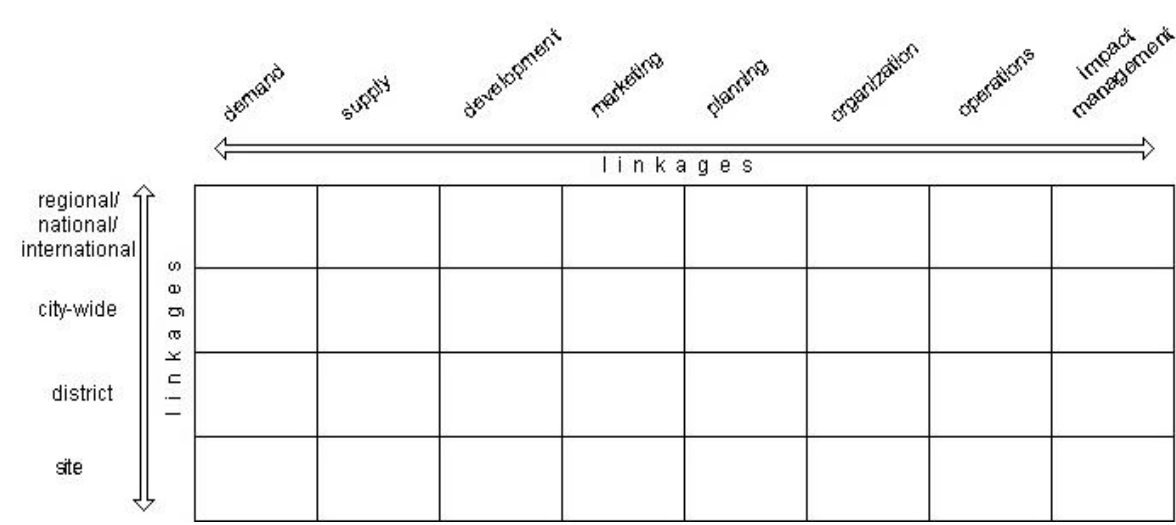 demand
supply
development
marketing
planning
organization
operations
impact
management
linkages
regional/
national/
international
linkages
city-wide
district
site